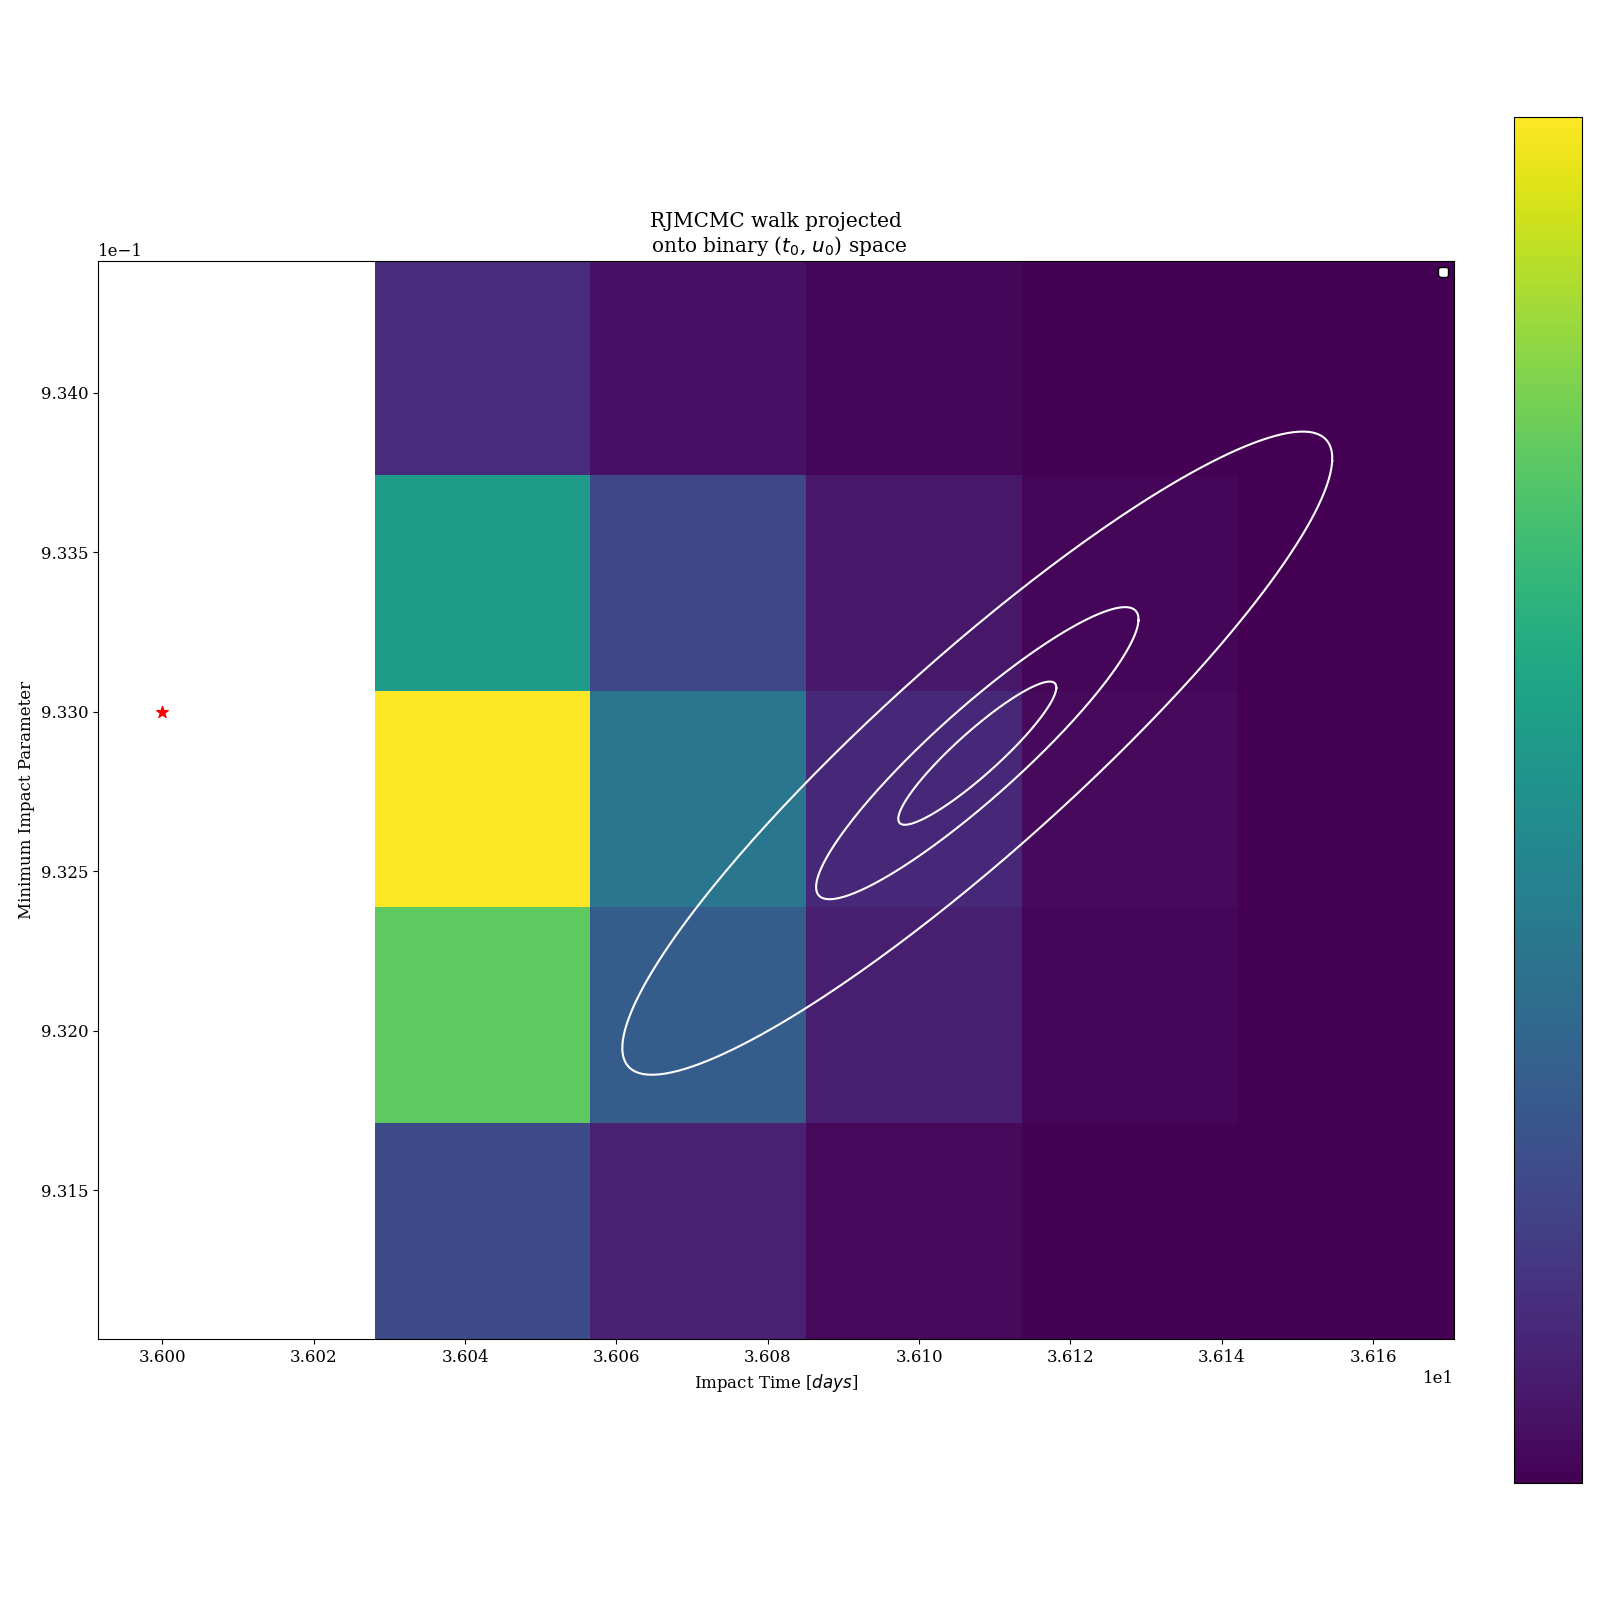 RJMCMC walk projected
onto binary (t₀, u₀) space
1e−1
9.340
9.335
9.330
9.325
9.320
9.315
Minimum Impact Parameter
3.600 3.602 3.604 3.606 3.608 3.610 3.612 3.614 3.616
1e1
Impact Time [days]